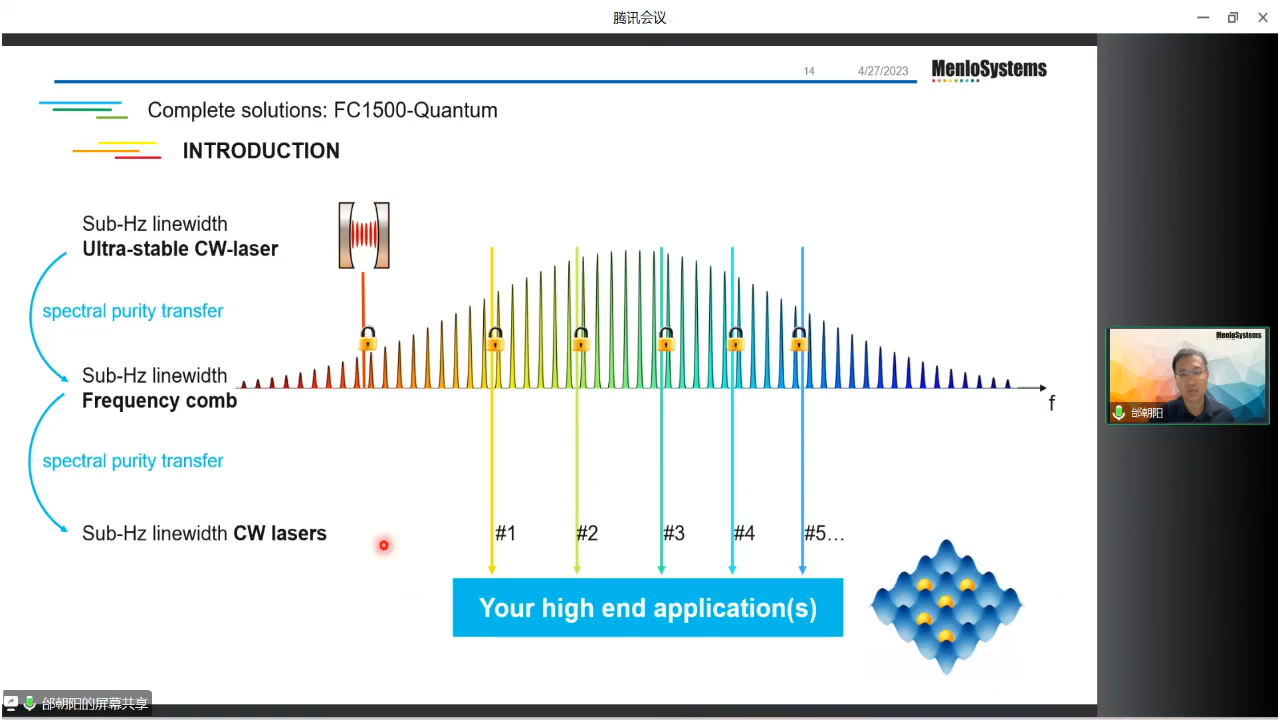 腾讯会议
14
4/27/2023
MenloSystems
Complete solutions: FC1500-Quantum
INTRODUCTION
Sub-Hz linewidth
Ultra-stable CW-laser
spectral purity transfer
Sub-Hz linewidth
Frequency comb
f
spectral purity transfer
Sub-Hz linewidth CW lasers
#1
#2
#3
#4
#5...
Your high end application(s)
MenloSystems
邰朝阳
邰朝阳的屏幕共享